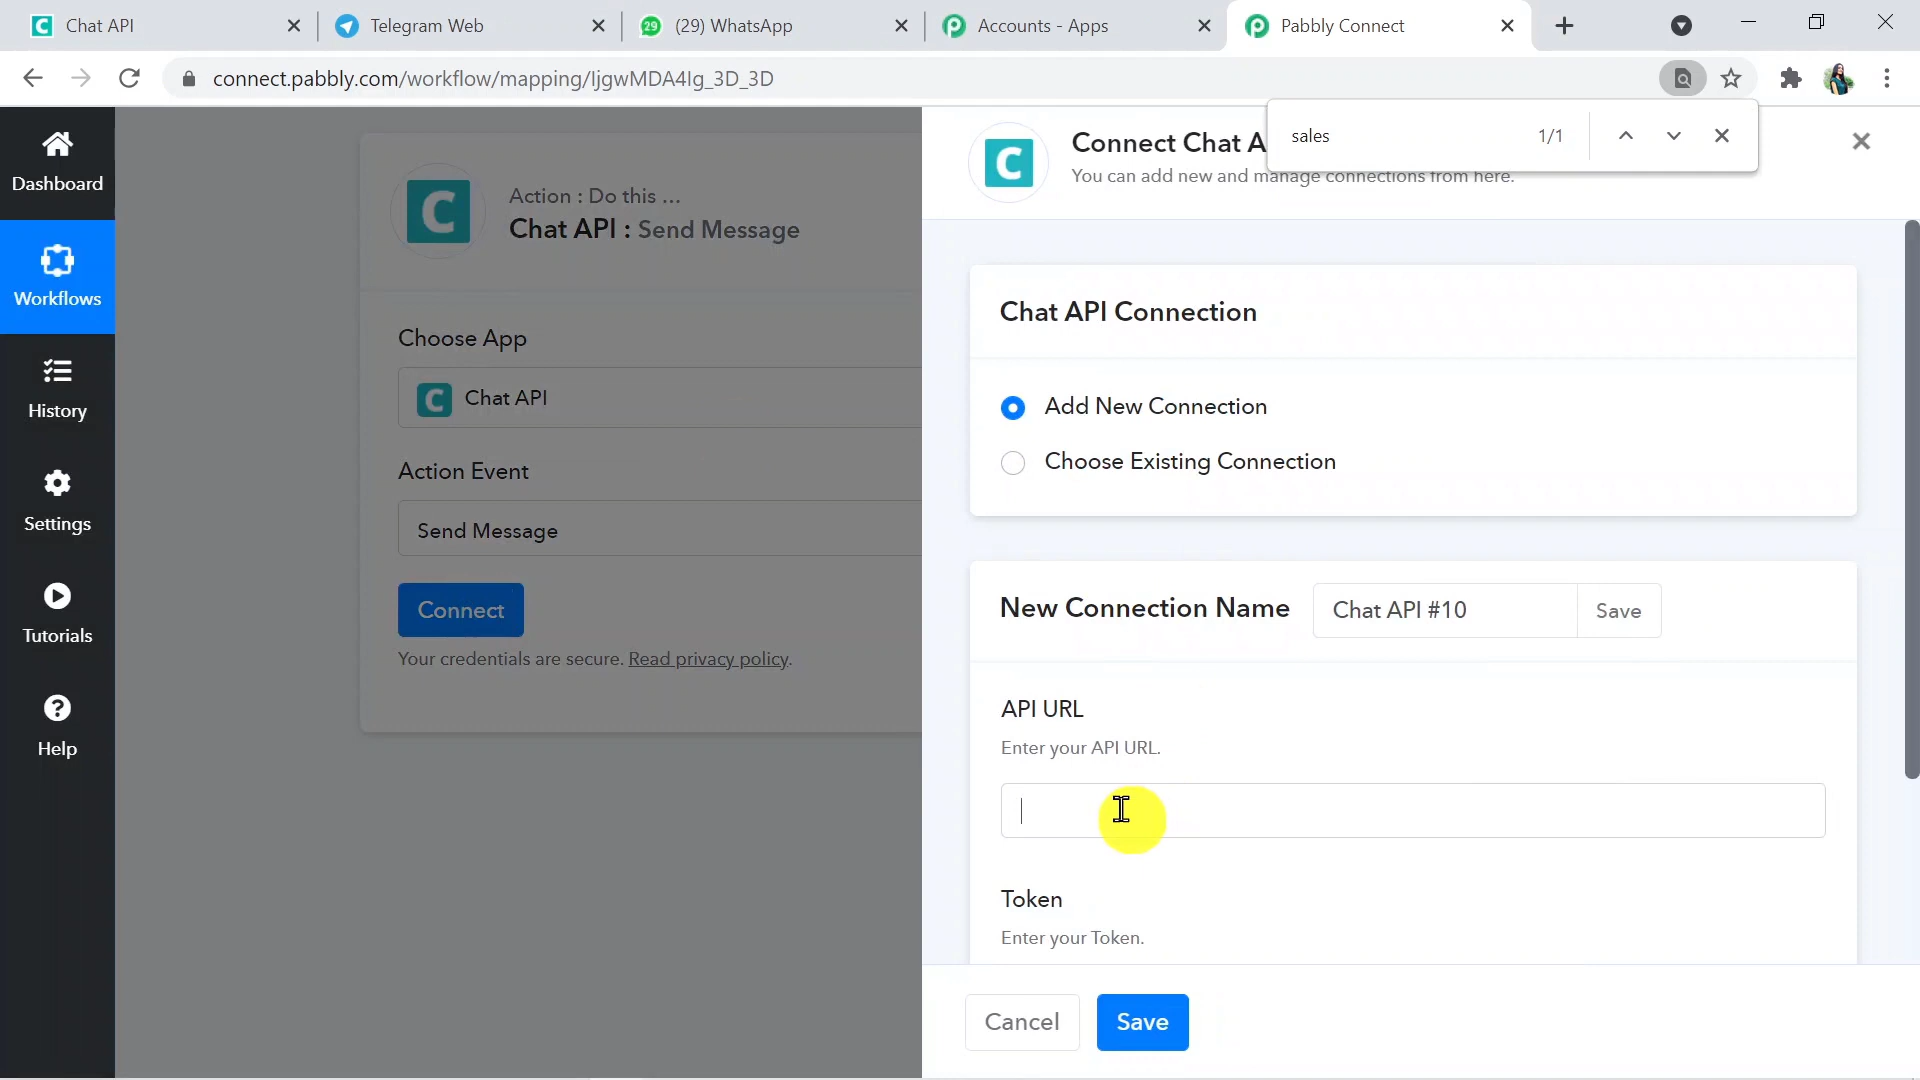 Chat API
Telegram Web
29
(29) WhatsApp
Accounts - Apps
Pabbly Connect
connect.pabbly.com/workflow/mapping/IjgwMDA4Ig_3D_3D
sales 1/1
Dashboard
Workflows
History
Settings
Tutorials
Help
Action : Do this ...
Chat API : Send Message
Choose App
Chat API
Action Event
Send Message
Connect
Your credentials are secure. Read privacy policy.
Connect Chat A
You can add new and manage connections from here.
Chat API Connection
Add New Connection
Choose Existing Connection
New Connection Name
Chat API #10
Save
API URL
Enter your API URL.
Token
Enter your Token.
Cancel
Save